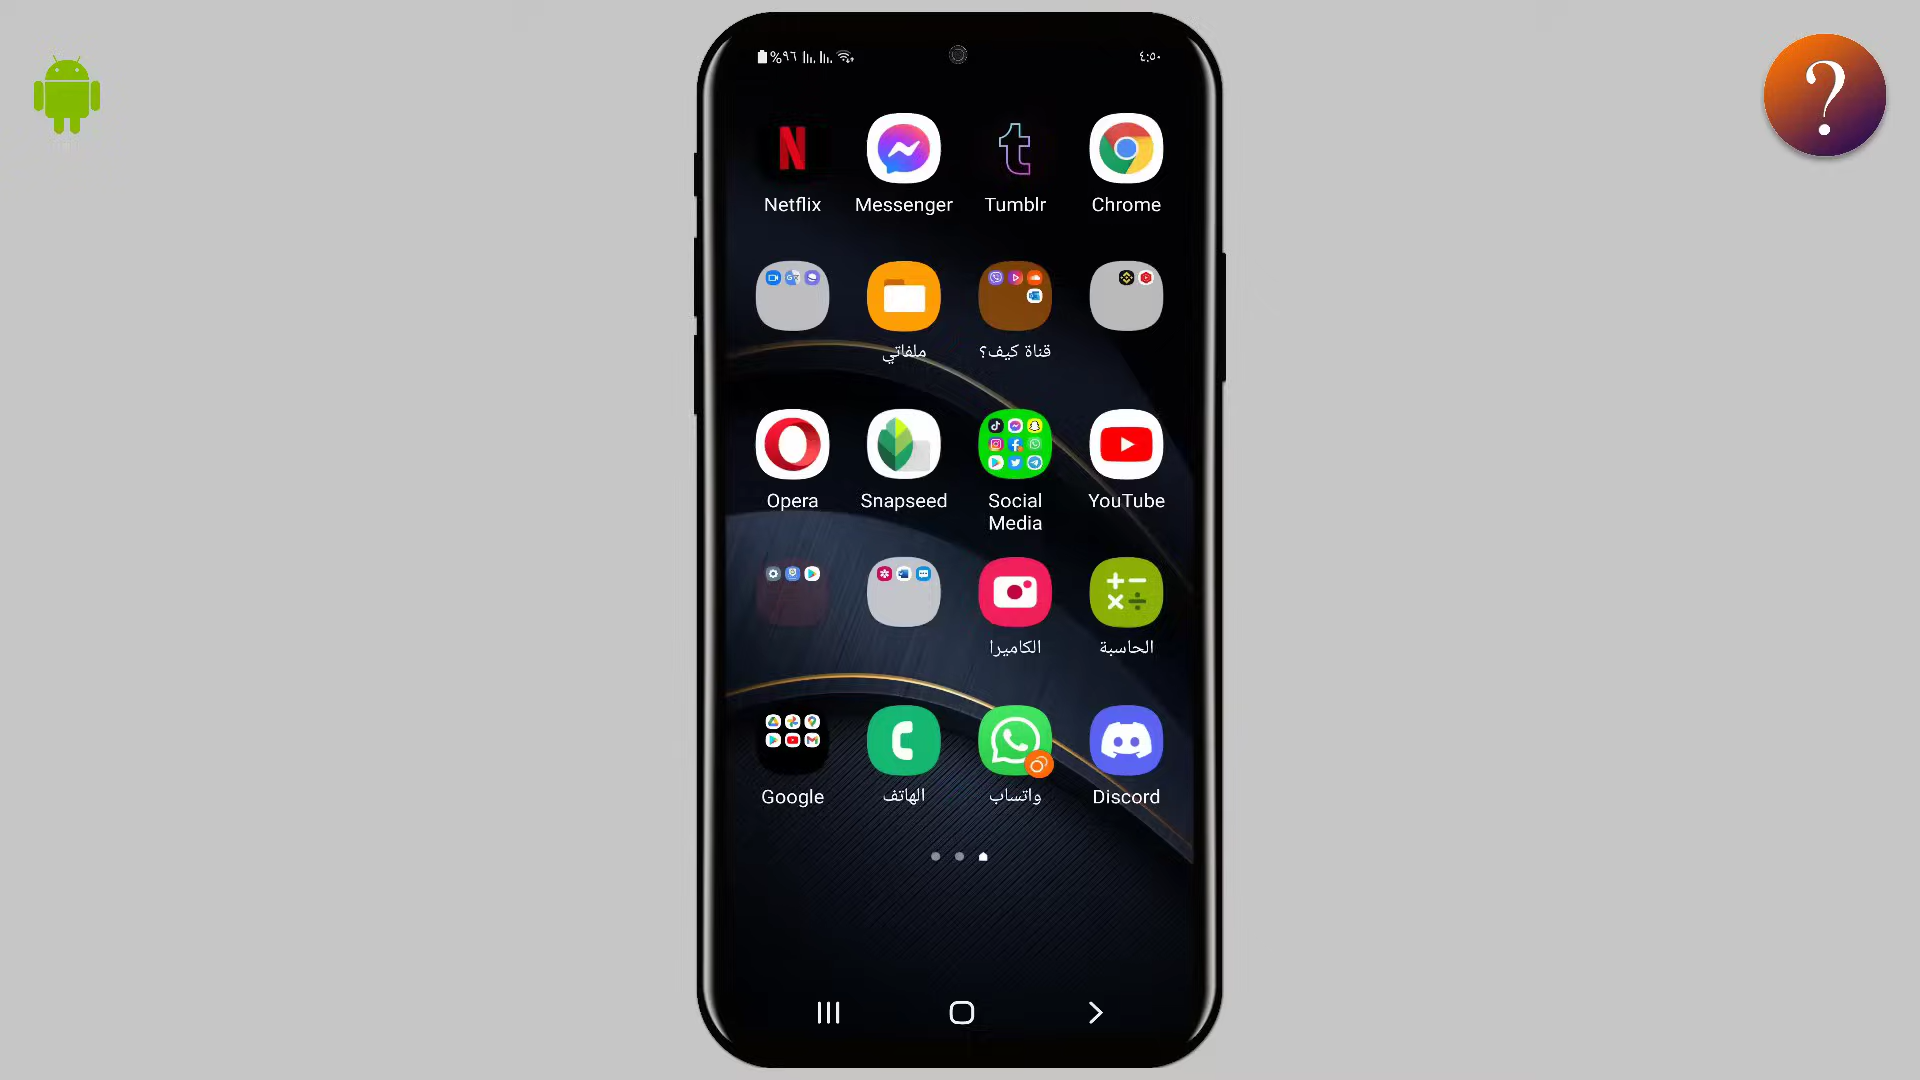 %٩٦
٤:٥٠
?
Netflix
Messenger
Tumblr
Chrome
ملفاتي
قناة كيف؟
Opera
Snapseed
Social
Media
YouTube
الكاميرا
الحاسبة
Google
الهاتف
واتساب
Discord